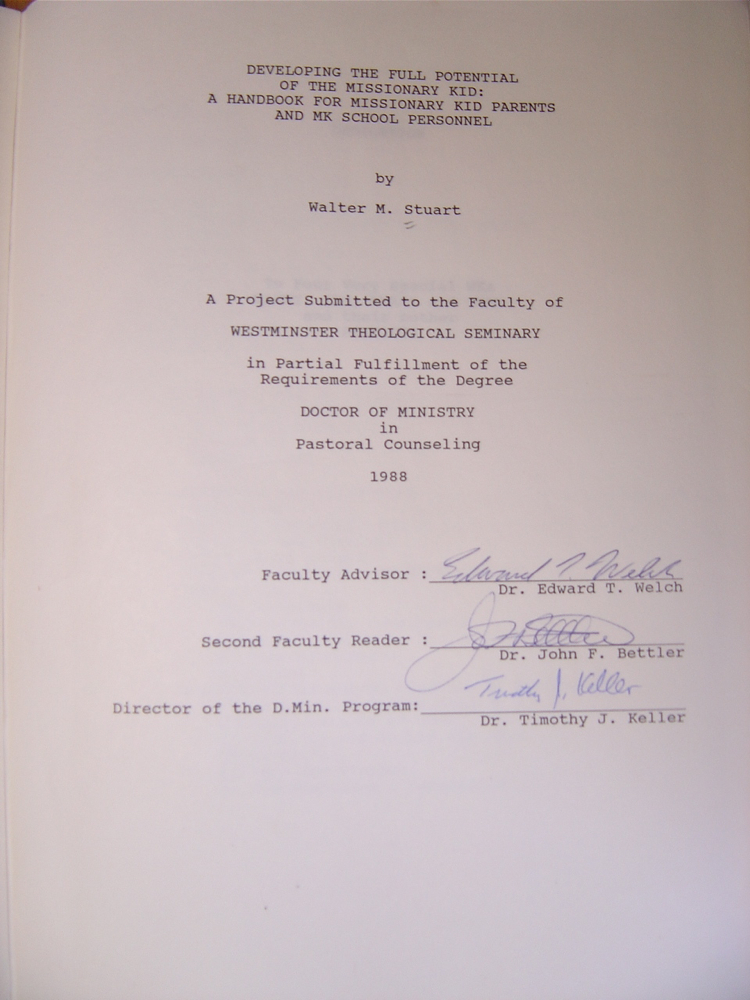 DEVELOPING THE FULL POTENTIAL
OF THE MISSIONARY KID:
A HANDBOOK FOR MISSIONARY KID PARENTS
AND MK SCHOOL PERSONNEL
by
Walter M. Stuart
A Project Submitted to the Faculty of
WESTMINSTER THEOLOGICAL SEMINARY
in Partial Fulfillment of the
Requirements of the Degree
DOCTOR OF MINISTRY
in
Pastoral Counseling
1988
Faculty Advisor : Edward T. Welch
Dr. Edward T. Welch
Second Faculty Reader :
Dr. John F. Bettler
Timothy J. Keller
Director of the D.Min. Program:
Dr. Timothy J. Keller